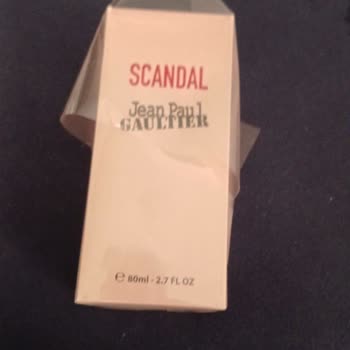 SCANDAL
Jean Paul
GAULTIER
℮ 80ml - 2.7 FL OZ